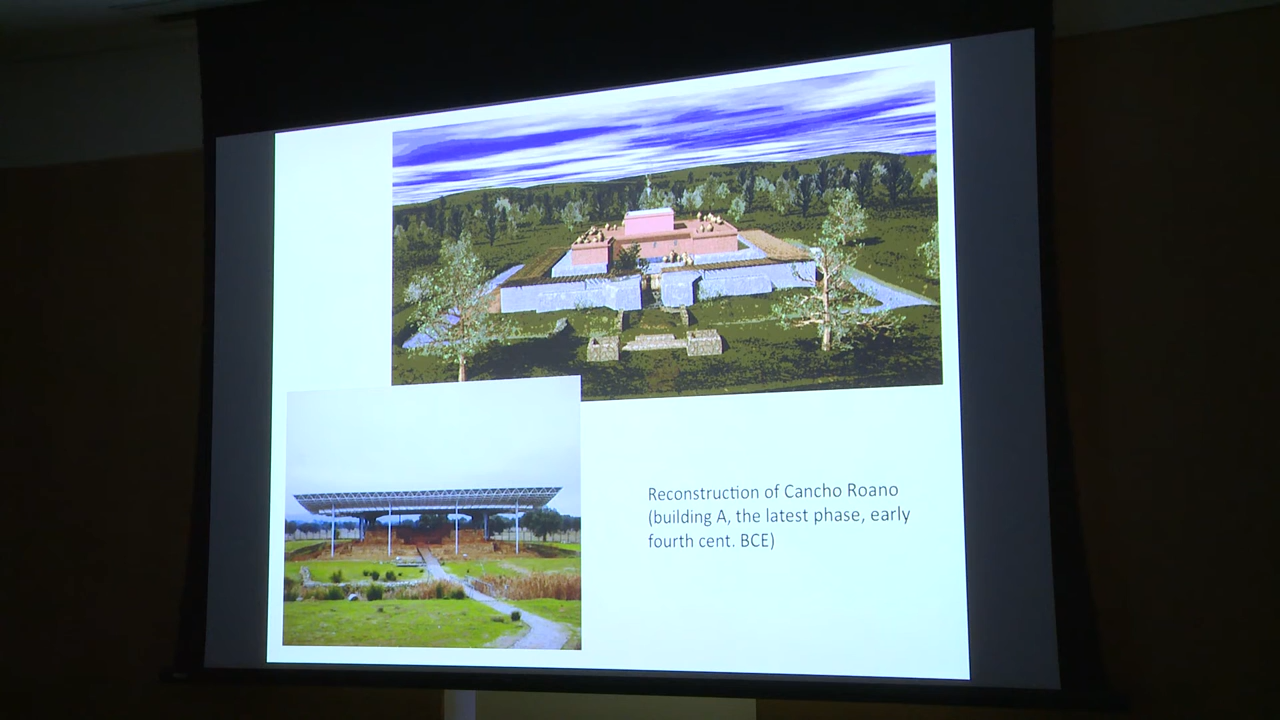 Reconstruction of Cancho Roano
(building A, the latest phase, early
fourth cent. BCE)